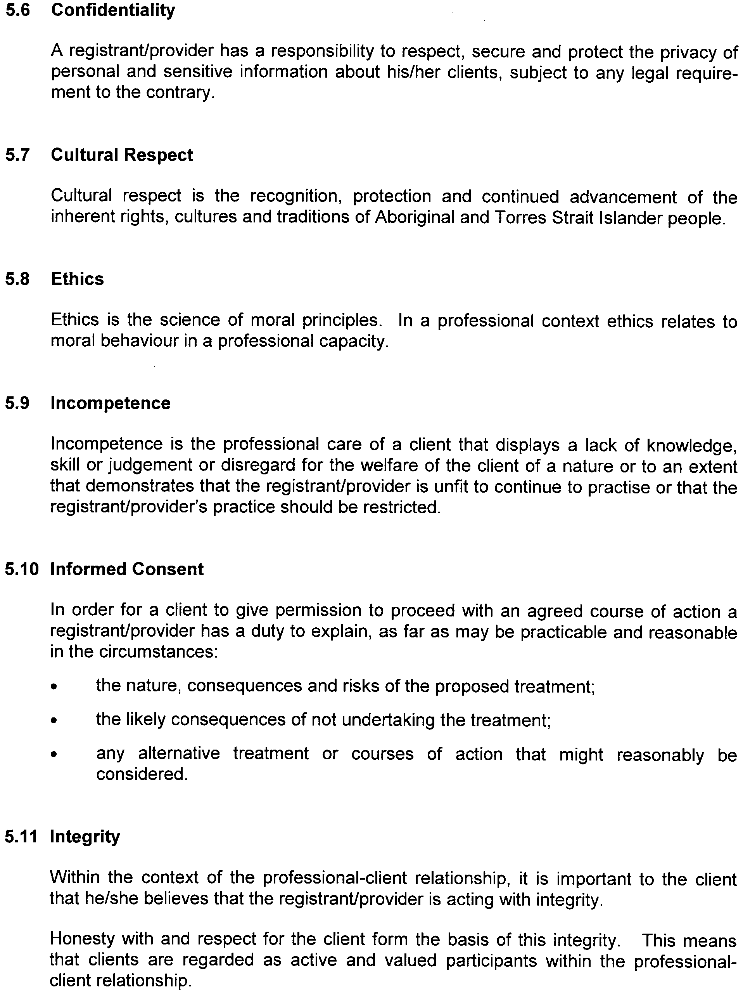 5.6 Confidentiality
A registrant/provider has a responsibility to respect, secure and protect the privacy of
personal and sensitive information about his/her clients, subject to any legal require-
ment to the contrary.
5.7 Cultural Respect
Cultural respect is the recognition, protection and continued advancement of the
inherent rights, cultures and traditions of Aboriginal and Torres Strait Islander people.
5.8 Ethics
Ethics is the science of moral principles. In a professional context ethics relates to
moral behaviour in a professional capacity.
5.9 Incompetence
Incompetence is the professional care of a client that displays a lack of knowledge,
skill or judgement or disregard for the welfare of the client of a nature or to an extent
that demonstrates that the registrant/provider is unfit to continue to practise or that the
registrant/provider's practice should be restricted.
5.10 Informed Consent
In order for a client to give permission to proceed with an agreed course of action a
registrant/provider has a duty to explain, as far as may be practicable and reasonable
in the circumstances:
• the nature, consequences and risks of the proposed treatment;
• the likely consequences of not undertaking the treatment;
• any alternative treatment or courses of action that might reasonably be
considered.
5.11 Integrity
Within the context of the professional-client relationship, it is important to the client
that he/she believes that the registrant/provider is acting with integrity.
Honesty with and respect for the client form the basis of this integrity. This means
that clients are regarded as active and valued participants within the professional-
client relationship.